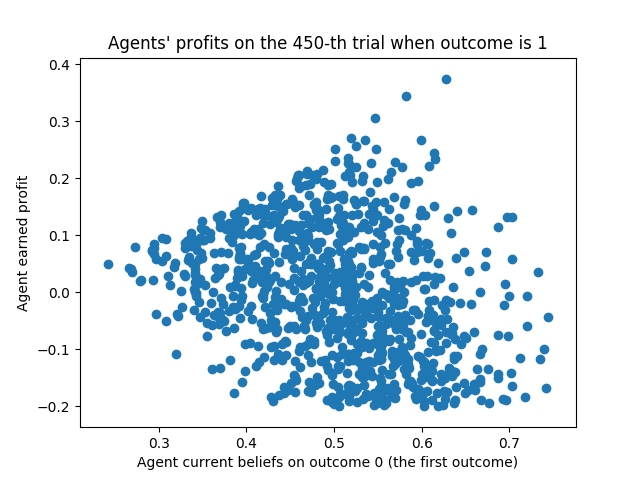 Agents' profits on the 450-th trial when outcome is 1
0.4
0.3
0.2
0.1
0.0
−0.1
−0.2
Agent earned profit
0.3 0.4 0.5 0.6 0.7
Agent current beliefs on outcome 0 (the first outcome)